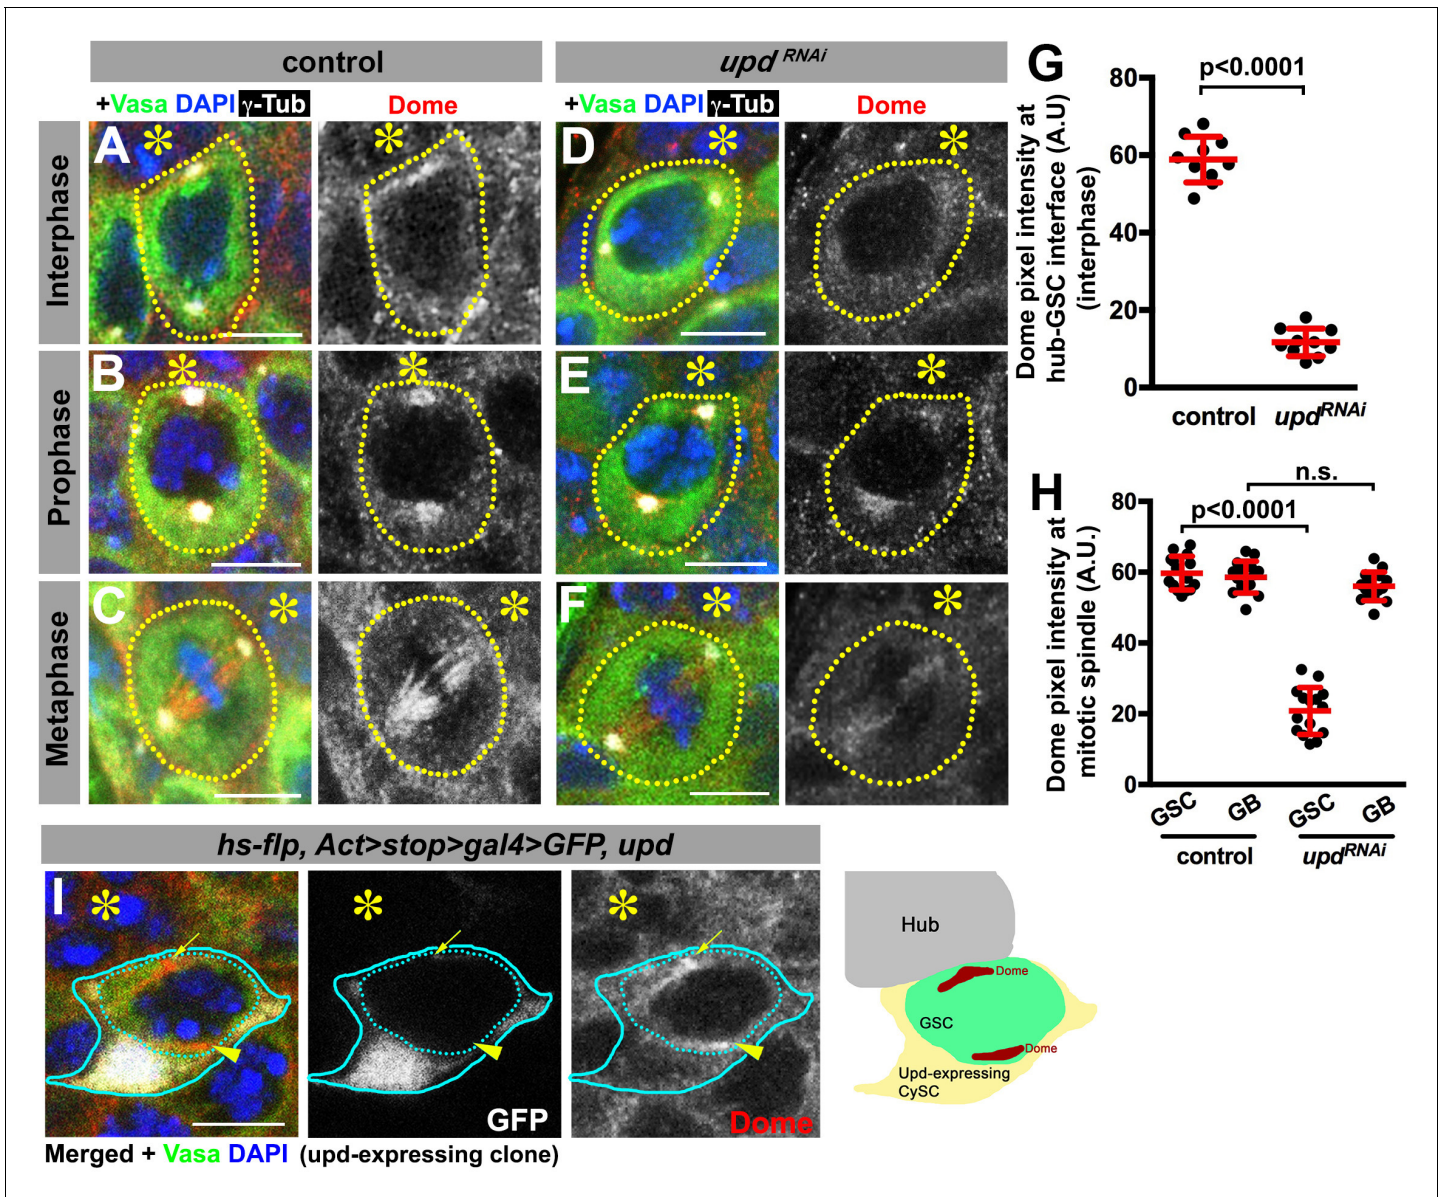 control
upd RNAi
+Vasa DAPI γ-Tub
Dome
+Vasa DAPI γ-Tub
Dome
Interphase
A
D
Prophase
B
E
Metaphase
C
F
G
Dome pixel intensity at
hub-GSC interface (A.U)
(interphase)
p<0.0001
80
60
40
20
0
control
updRNAi
H
Dome pixel intensity at
mitotic spindle (A.U.)
n.s.
p<0.0001
80
60
40
20
0
GSC
GB
GSC
GB
control
updRNAi
hs-flp, Act>stop>gal4>GFP, upd
I
GFP
Dome
Merged + Vasa DAPI (upd-expressing clone)
Hub
Dome
GSC
Dome
Upd-expressing
CySC